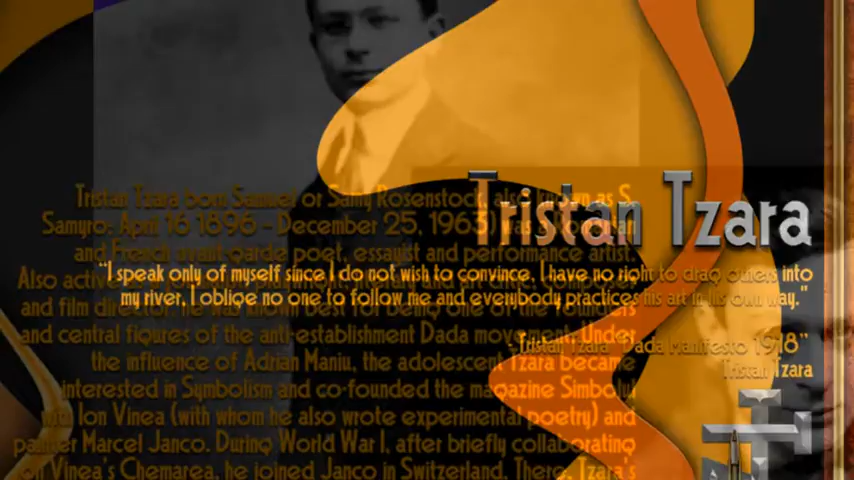 Tristan Tzara
Tristan Tzara born Samuel or Samy Rosenstock, also known as S.
Samyro; April 16 1896 – December 25, 1963) was a Romanian
and French avant-garde poet, essayist and performance artist.
"I speak only of myself since I do not wish to convince, I have no right to drag others into
my river, I oblige no one to follow me and everybody practices his art in his own way."
Also active
and film director, he was known best for being one of the founders
and central figures of the anti-establishment Dada movement. Under
- Tristan Tzara "Dada Manifesto 1918"
Tristan Tzara
the influence of Adrian Maniu, the adolescent Tzara became
interested in Symbolism and co-founded the magazine Simbolul
with Ion Vinea (with whom he also wrote experimental poetry) and
painter Marcel Janco. During World War I, after briefly collaborating
on Vinea's Chemarea, he joined Janco in Switzerland. There, Tzara's